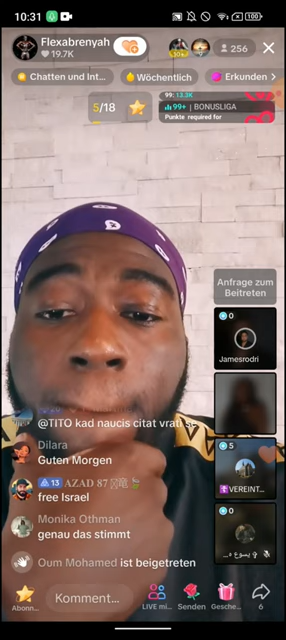 10:31
100
Flexabrenyah
19.7K
256
Chatten und Int...
Wöchentlich
Erkunden
5/18
99: 13.3K
99+ | BONUSLIGA
Punkte required for
Anfrage zum
Beitreten
0
Jamesrodri
5
VEREINT...
0
@TITO kad naucis citat vrati se
Dilara
Guten Morgen
13 AZAD 87
free Israel
Monika Othman
genau das stimmt
Oum Mohamed ist beigetreten
Abonn...
Komment...
LIVE mi...
Senden
Gesche...
6